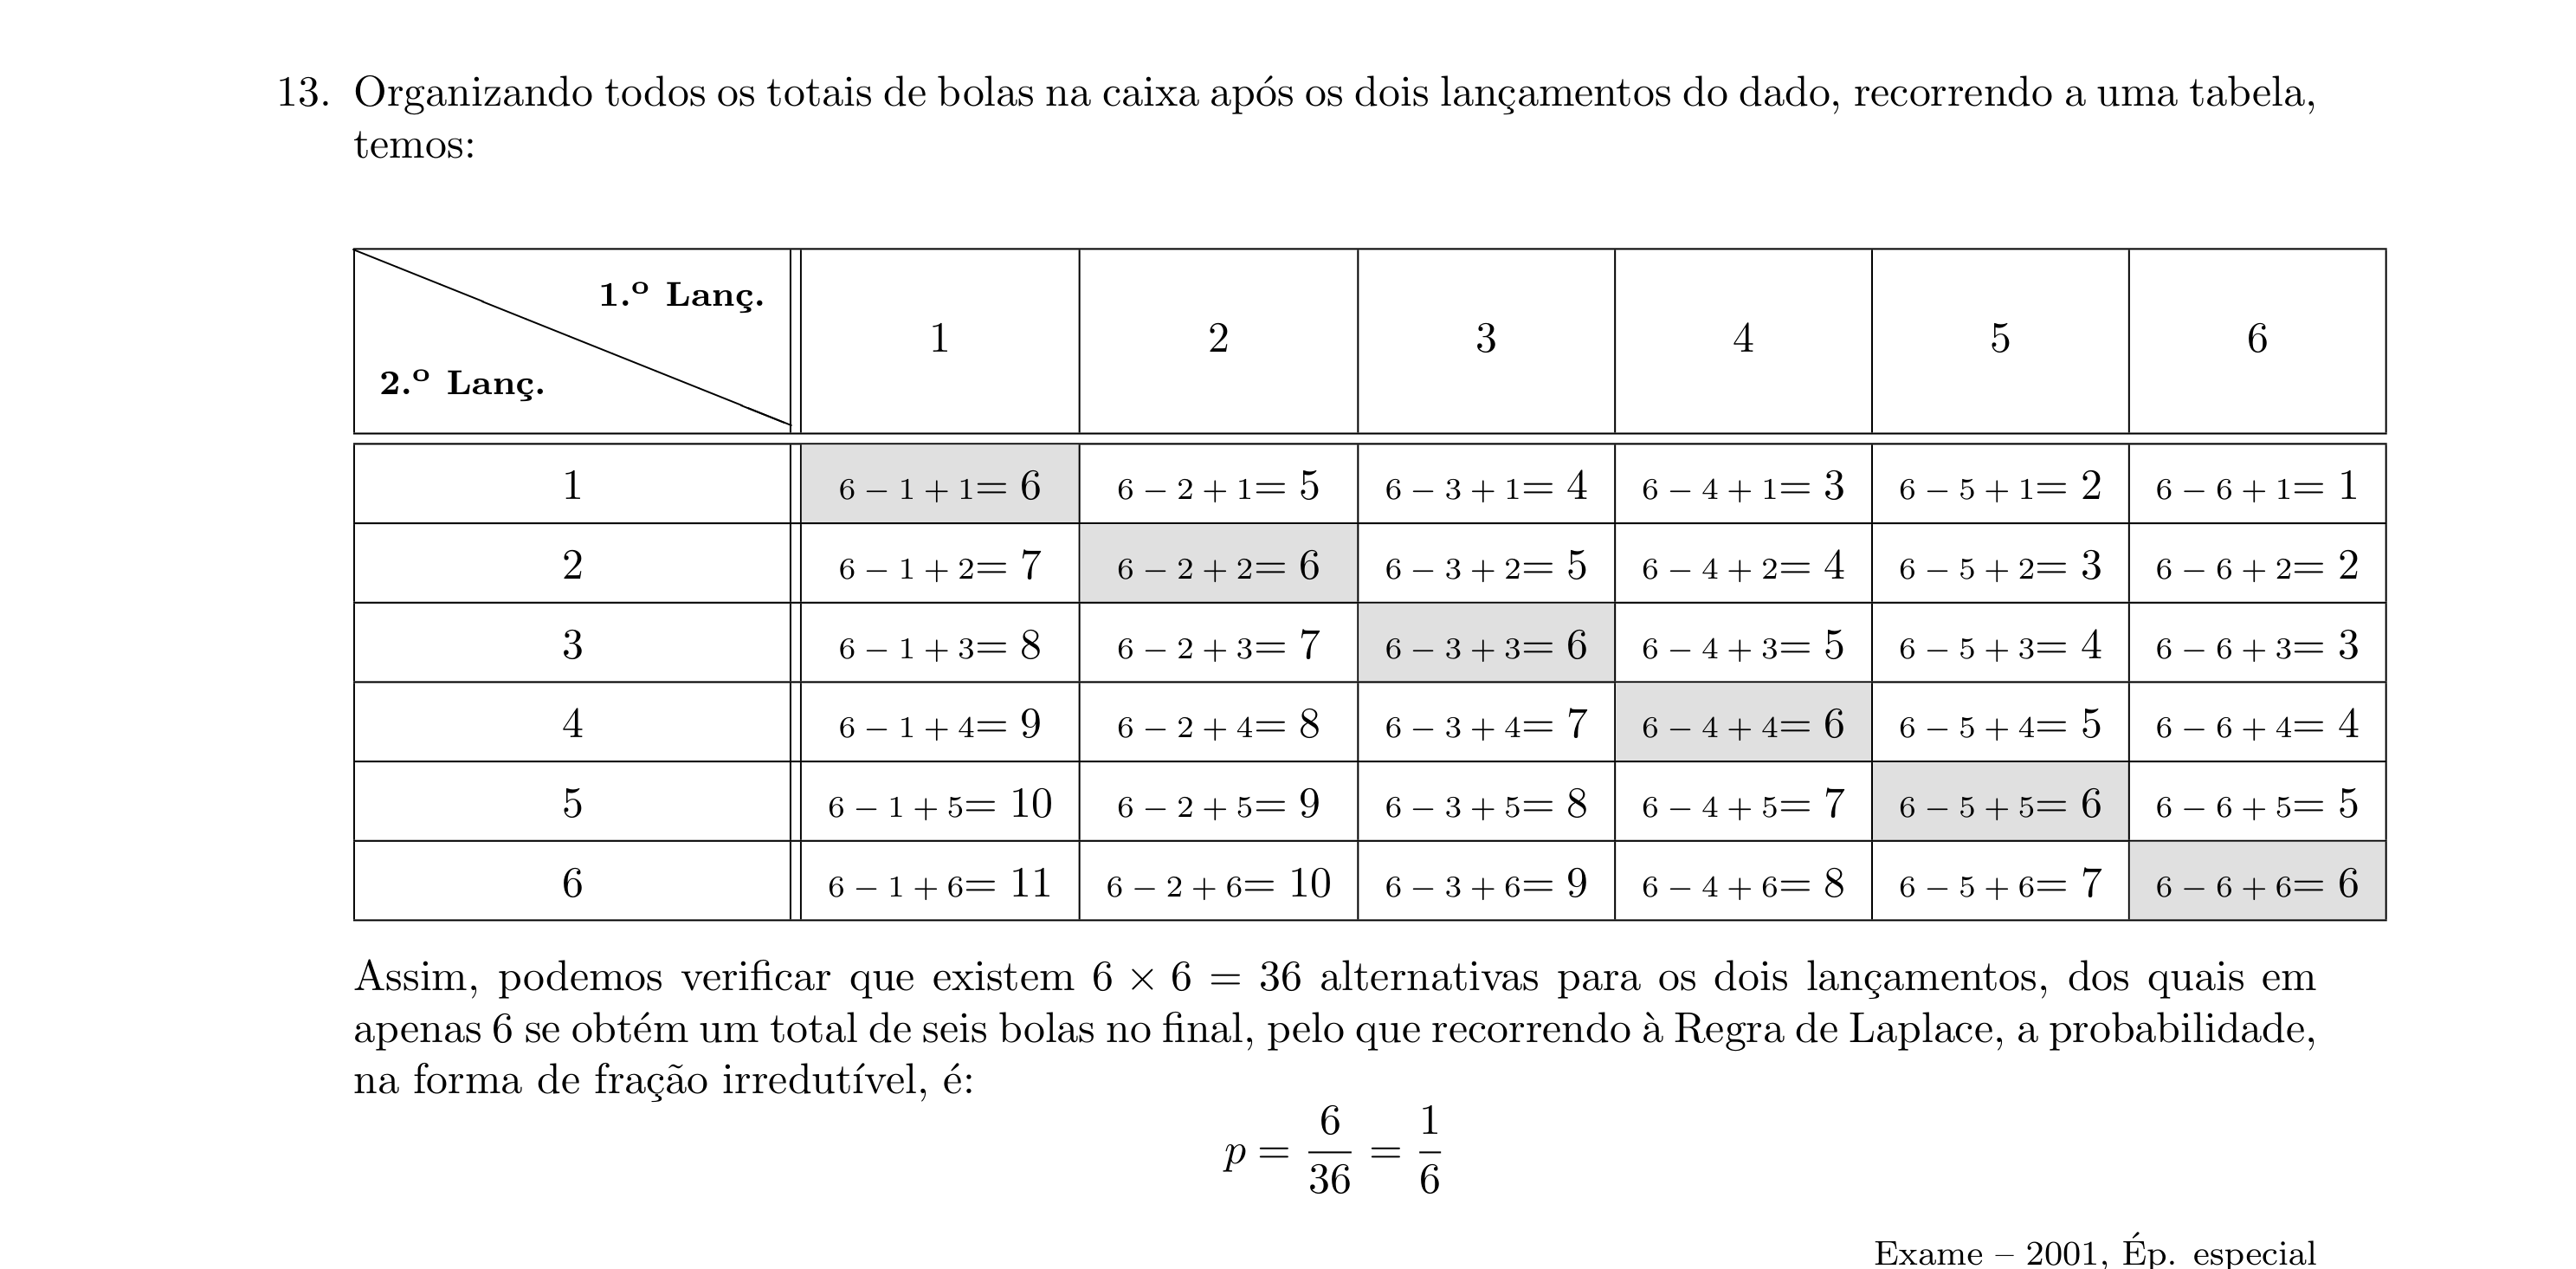 13. Organizando todos os totais de bolas na caixa após os dois lançamentos do dado, recorrendo a uma tabela,
temos:
1.º Lanç.
2.º Lanç.
1 2 3 4 5 6
1 6 − 1 + 1= 6 6 − 2 + 1= 5 6 − 3 + 1= 4 6 − 4 + 1= 3 6 − 5 + 1= 2 6 − 6 + 1= 1
2 6 − 1 + 2= 7 6 − 2 + 2= 6 6 − 3 + 2= 5 6 − 4 + 2= 4 6 − 5 + 2= 3 6 − 6 + 2= 2
3 6 − 1 + 3= 8 6 − 2 + 3= 7 6 − 3 + 3= 6 6 − 4 + 3= 5 6 − 5 + 3= 4 6 − 6 + 3= 3
4 6 − 1 + 4= 9 6 − 2 + 4= 8 6 − 3 + 4= 7 6 − 4 + 4= 6 6 − 5 + 4= 5 6 − 6 + 4= 4
5 6 − 1 + 5= 10 6 − 2 + 5= 9 6 − 3 + 5= 8 6 − 4 + 5= 7 6 − 5 + 5= 6 6 − 6 + 5= 5
6 6 − 1 + 6= 11 6 − 2 + 6= 10 6 − 3 + 6= 9 6 − 4 + 6= 8 6 − 5 + 6= 7 6 − 6 + 6= 6
Assim, podemos verificar que existem 6 × 6 = 36 alternativas para os dois lançamentos, dos quais em
apenas 6 se obtém um total de seis bolas no final, pelo que recorrendo à Regra de Laplace, a probabilidade,
na forma de fração irredutível, é:
p = 6/36 = 1/6
Exame – 2001, Ép. especial